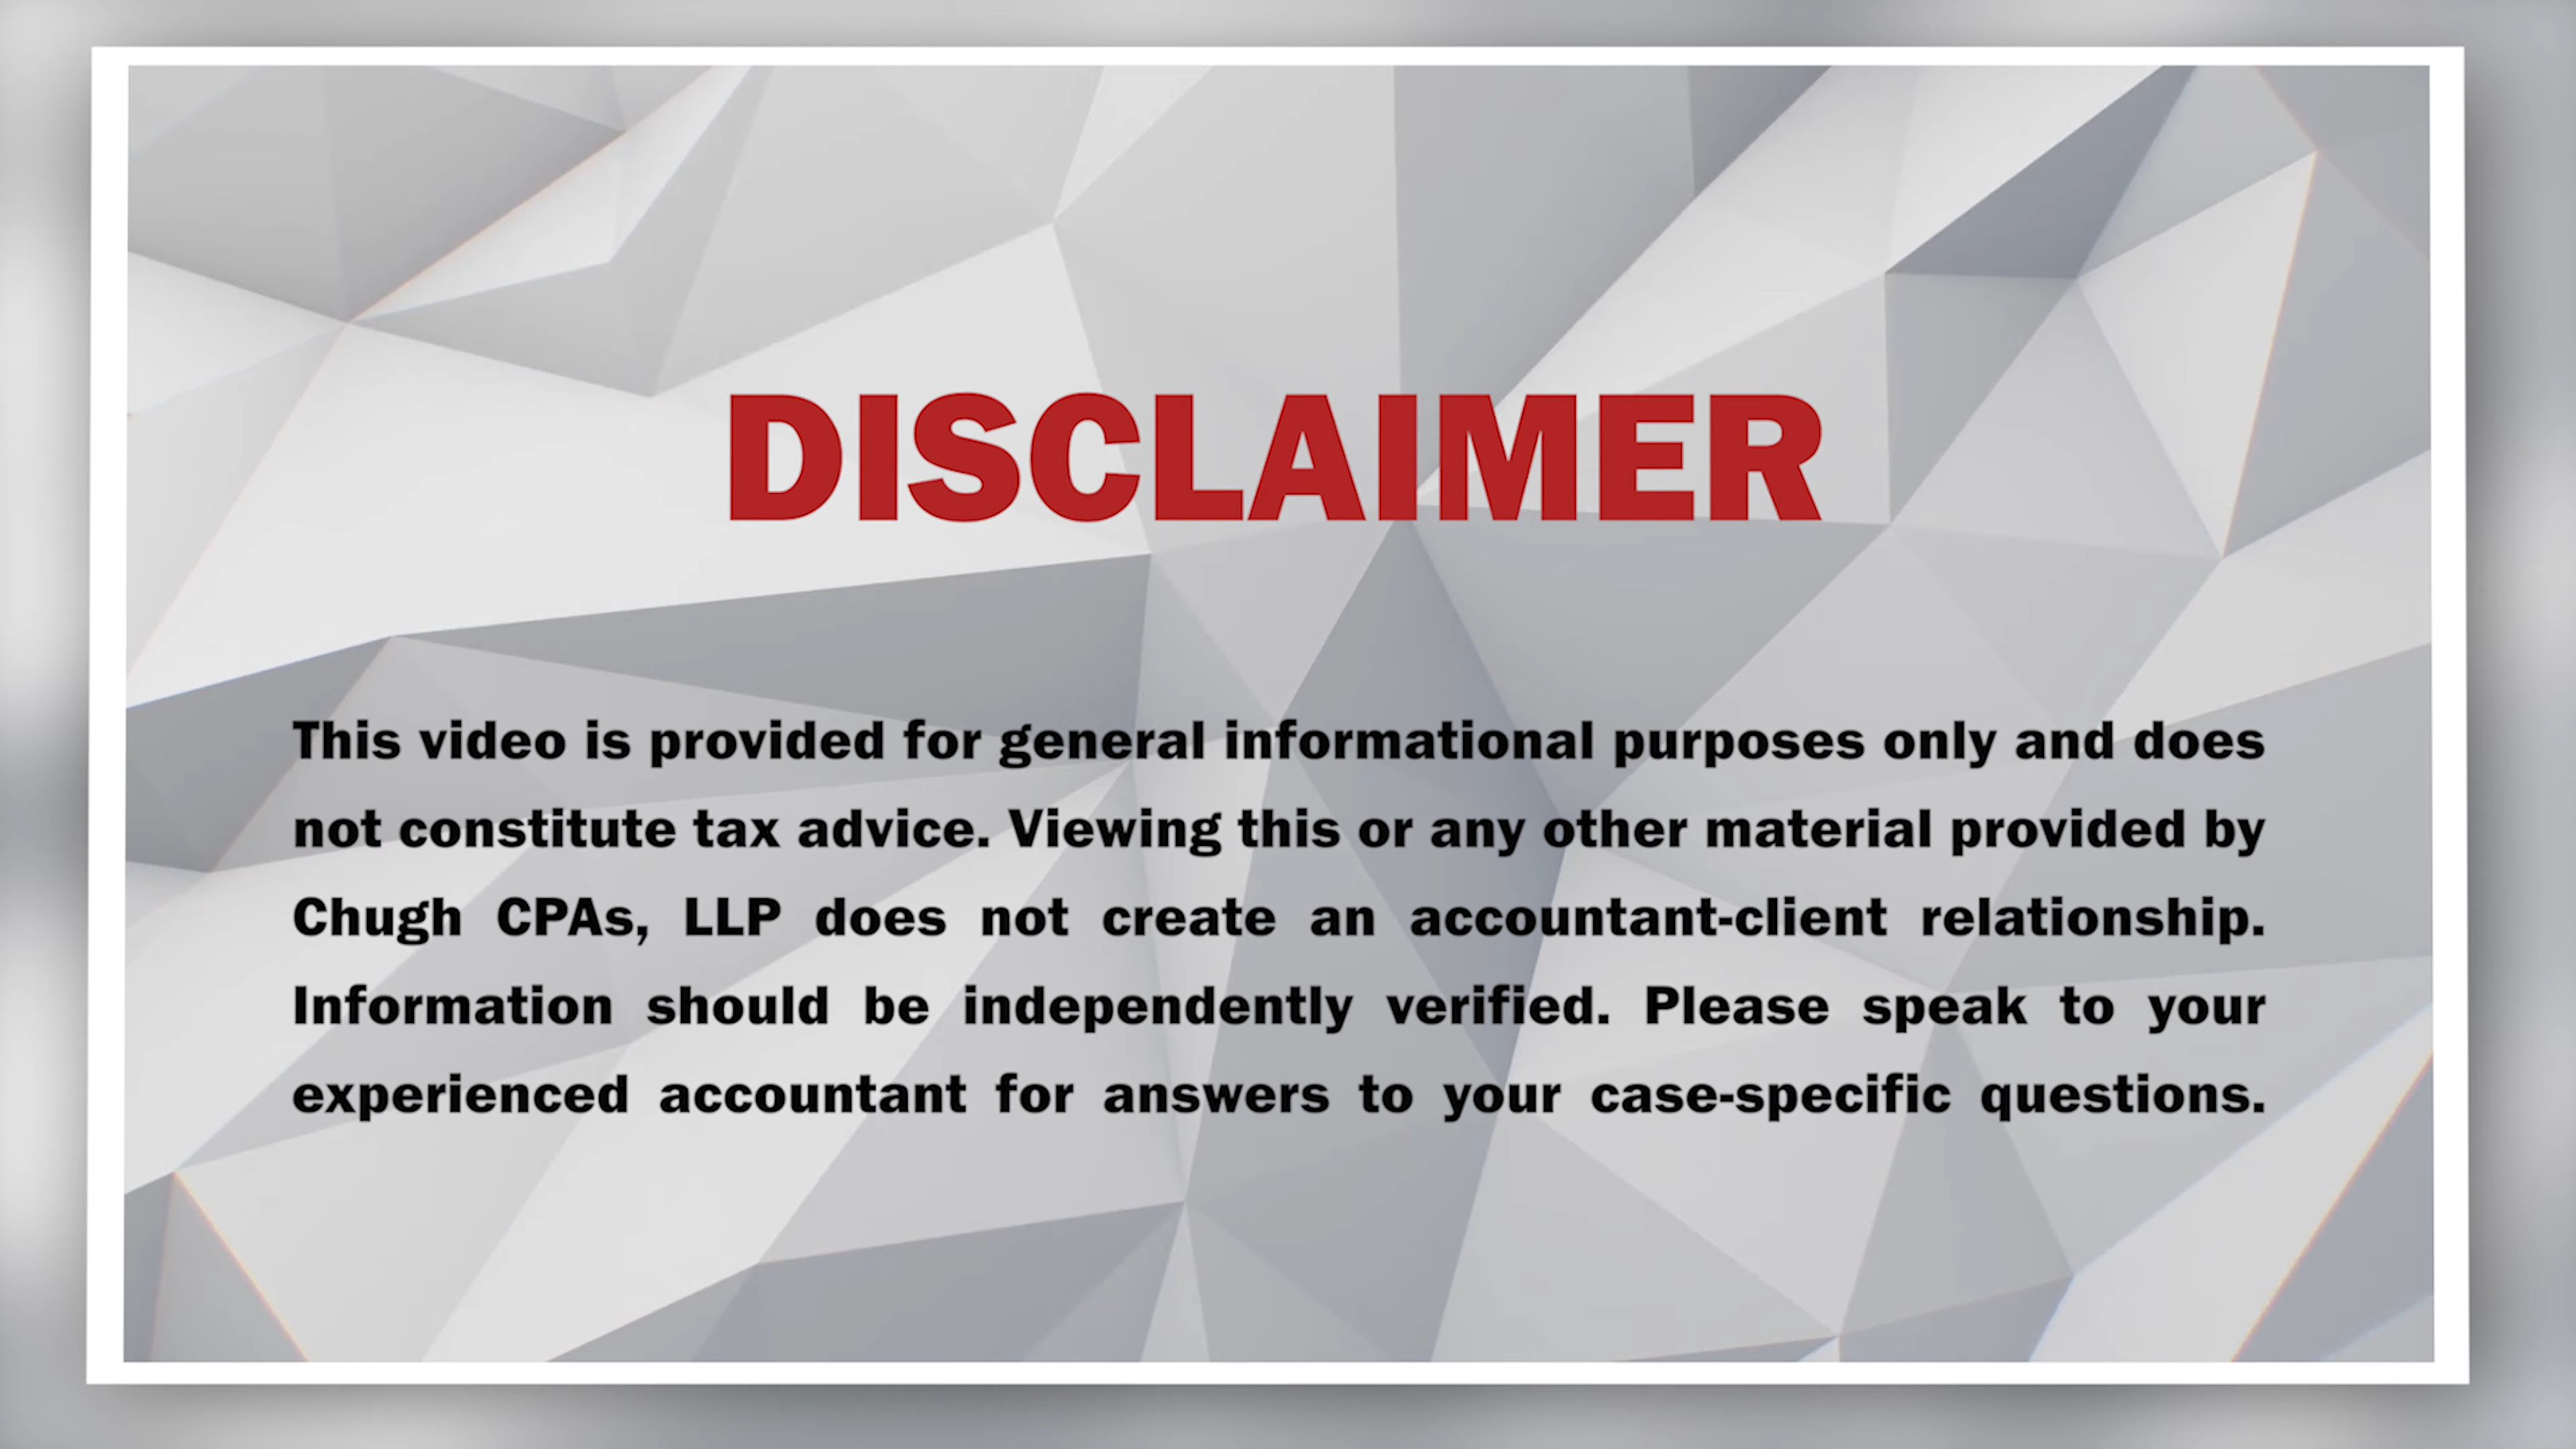 DISCLAIMER
This video is provided for general informational purposes only and does
not constitute tax advice. Viewing this or any other material provided by
Chugh CPAs, LLP does not create an accountant-client relationship.
Information should be independently verified. Please speak to your
experienced accountant for answers to your case-specific questions.